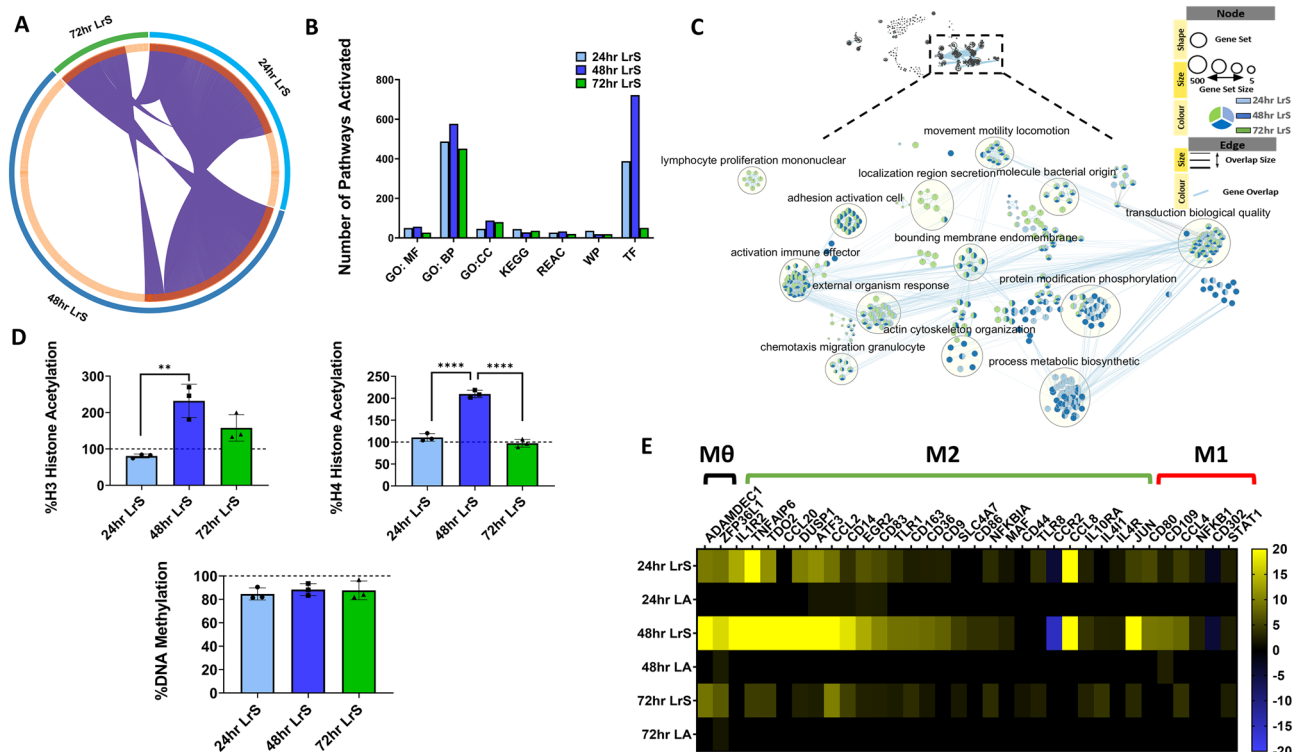 A
72hr LrS
24hr LrS
48hr LrS
B
24hr LrS
48hr LrS
72hr LrS
Number of Pathways Activated
800
600
400
200
0
GO: MF
GO: BP
GO:CC
KEGG
REAC
WP
TF
C
Node
Shape
Gene Set
Size
500
5
Gene Set Size
Colour
24hr LrS
48hr LrS
72hr LrS
Edge
Size
Overlap Size
Colour
Gene Overlap
movement motility locomotion
lymphocyte proliferation mononuclear
localization region secretion
molecule bacterial origin
adhesion activation cell
transduction biological quality
bounding membrane endomembrane
activation immune effector
protein modification phosphorylation
external organism response
actin cytoskeleton organization
chemotaxis migration granulocyte
process metabolic biosynthetic
D
%H3 Histone Acetylation
300
200
100
0
**
24hr LrS
48hr LrS
72hr LrS
%H4 Histone Acetylation
250
200
150
100
50
0
****
****
24hr LrS
48hr LrS
72hr LrS
%DNA Methylation
100
80
60
40
20
0
24hr LrS
48hr LrS
72hr LrS
E
Mθ
M2
M1
ADAMDEC1
ZFP36L1
IL1R2
TNFAIP6
TDO2
CCL20
DUSP1
ATF3
CCL2
CD14
EGR2
CD83
TLR1
CD163
CD36
CD9
SLC4A7
CD86
NFKBIA
MAF
CD44
TLR8
CCR2
CCL8
IL10RA
IL4I1
IL4R
JUN
CD80
CD109
CCL4
NFKB1
CD302
STAT1
24hr LrS
24hr LA
48hr LrS
48hr LA
72hr LrS
72hr LA
20
15
10
5
0
-5
-10
-15
-20